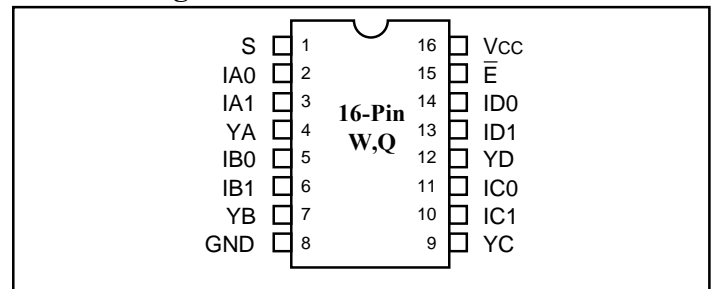 S 1 16 Vcc
IA0 2 15 E̅
IA1 3 14 ID0
YA 4 13 ID1
IB0 5 12 YD
IB1 6 11 IC0
YB 7 10 IC1
GND 8 9 YC
16-Pin
W,Q